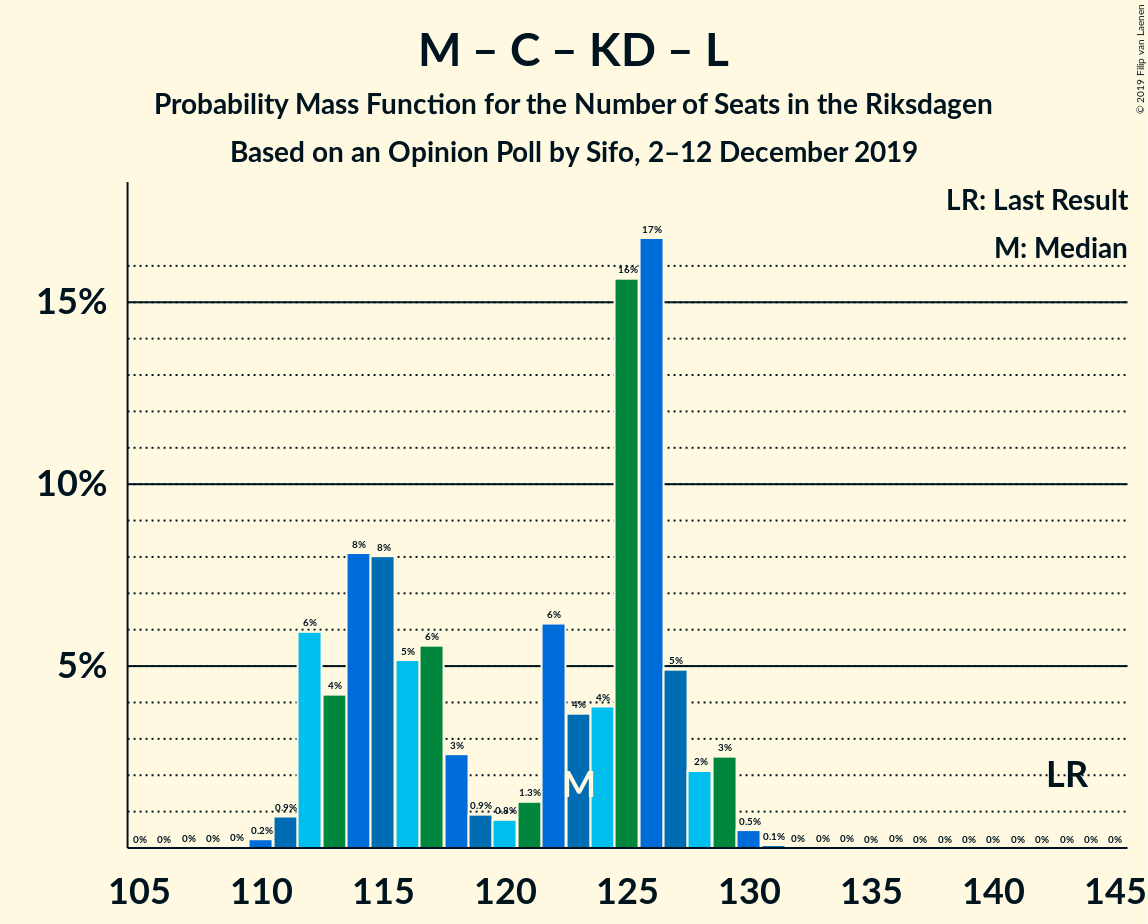 M – C – KD – L
Probability Mass Function for the Number of Seats in the Riksdagen
Based on an Opinion Poll by Sifo, 2–12 December 2019
© 2019 Filip van Laenen
LR: Last Result
M: Median
15%
10%
5%
0% 0% 0% 0% 0% 0.2% 0.9% 6% 4% 8% 8% 5% 6% 3% 0.9% 0.8% 1.3% 6% 4% 4% 16% 17% 5% 2% 3% 0.5% 0.1% 0% 0% 0% 0% 0% 0% 0% 0% 0% 0% 0% 0% 0% 0%
M
LR
105 110 115 120 125 130 135 140 145